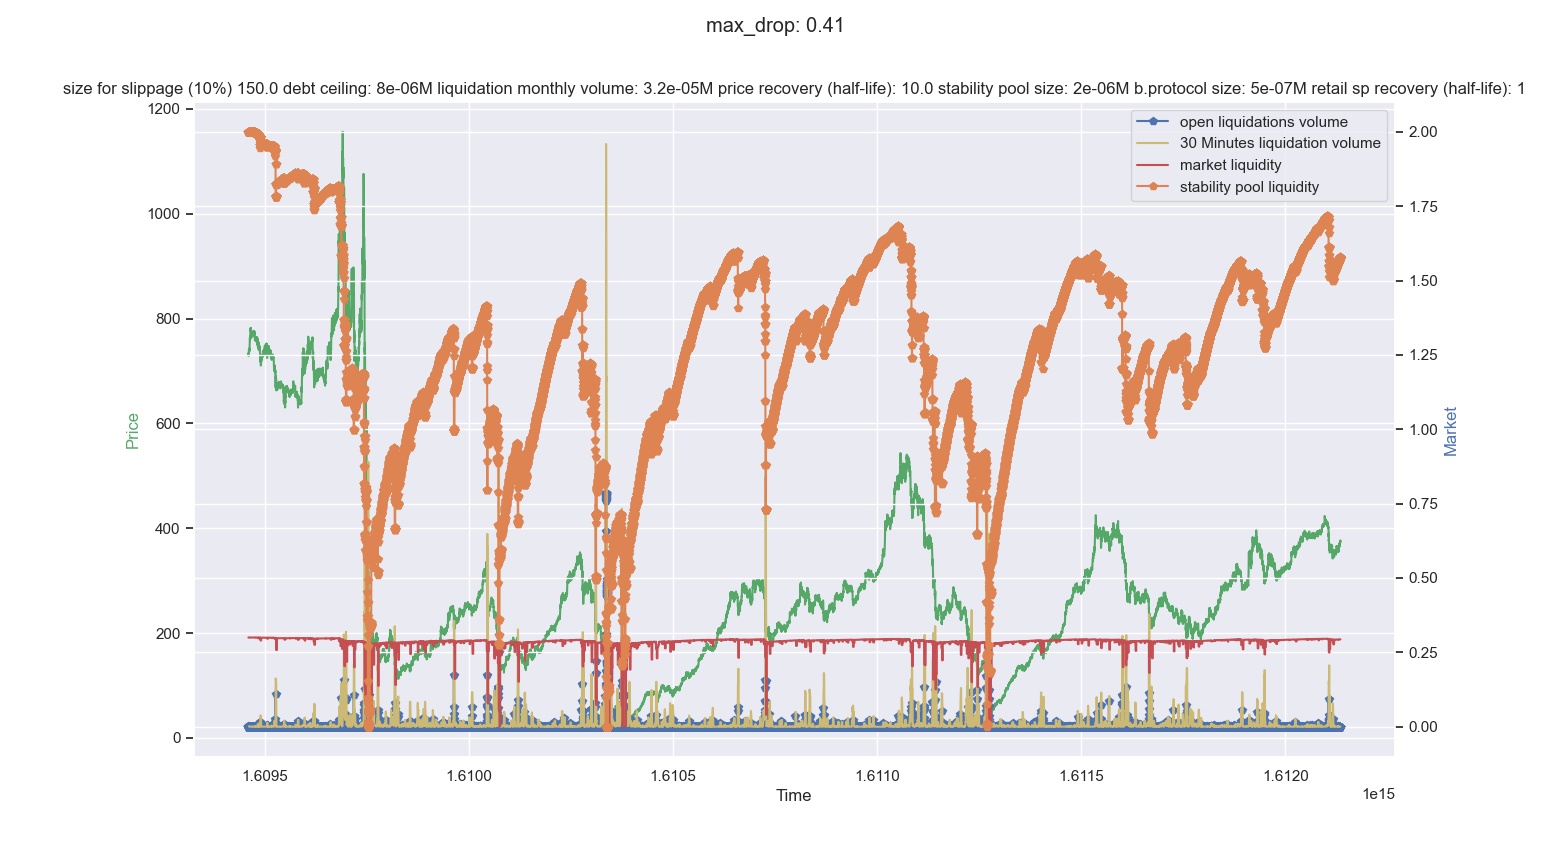 max_drop: 0.41
size for slippage (10%) 150.0 debt ceiling: 8e-06M liquidation monthly volume: 3.2e-05M price recovery (half-life): 10.0 stability pool size: 2e-06M b.protocol size: 5e-07M retail sp recovery (half-life): 1
open liquidations volume
30 Minutes liquidation volume
market liquidity
stability pool liquidity
1200
1000
800
600
400
200
0
Price
2.00
1.75
1.50
1.25
1.00
0.75
0.50
0.25
0.00
Market
1.6095 1.6100 1.6105 1.6110 1.6115 1.6120
Time
1e15